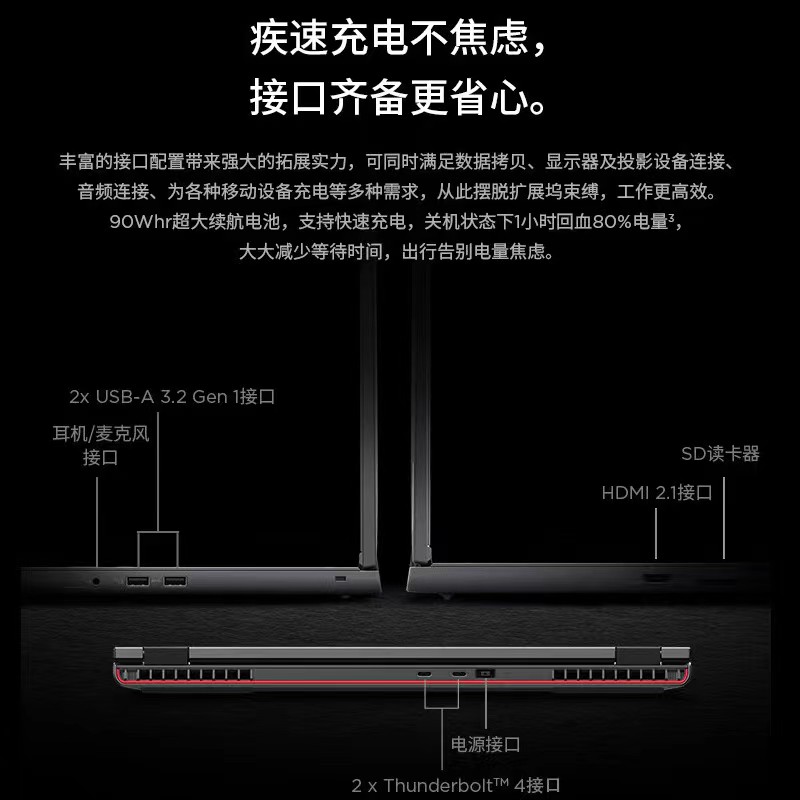 疾速充电不焦虑，
接口齐备更省心。
丰富的接口配置带来强大的拓展实力，可同时满足数据拷贝、显示器及投影设备连接、
音频连接、为各种移动设备充电等多种需求，从此摆脱扩展坞束缚，工作更高效。
90Whr超大续航电池，支持快速充电，关机状态下1小时回血80%电量³，
大大减少等待时间，出行告别电量焦虑。
2x USB-A 3.2 Gen 1接口
耳机/麦克风
接口
SD读卡器
HDMI 2.1接口
电源接口
2 x Thunderbolt™ 4接口